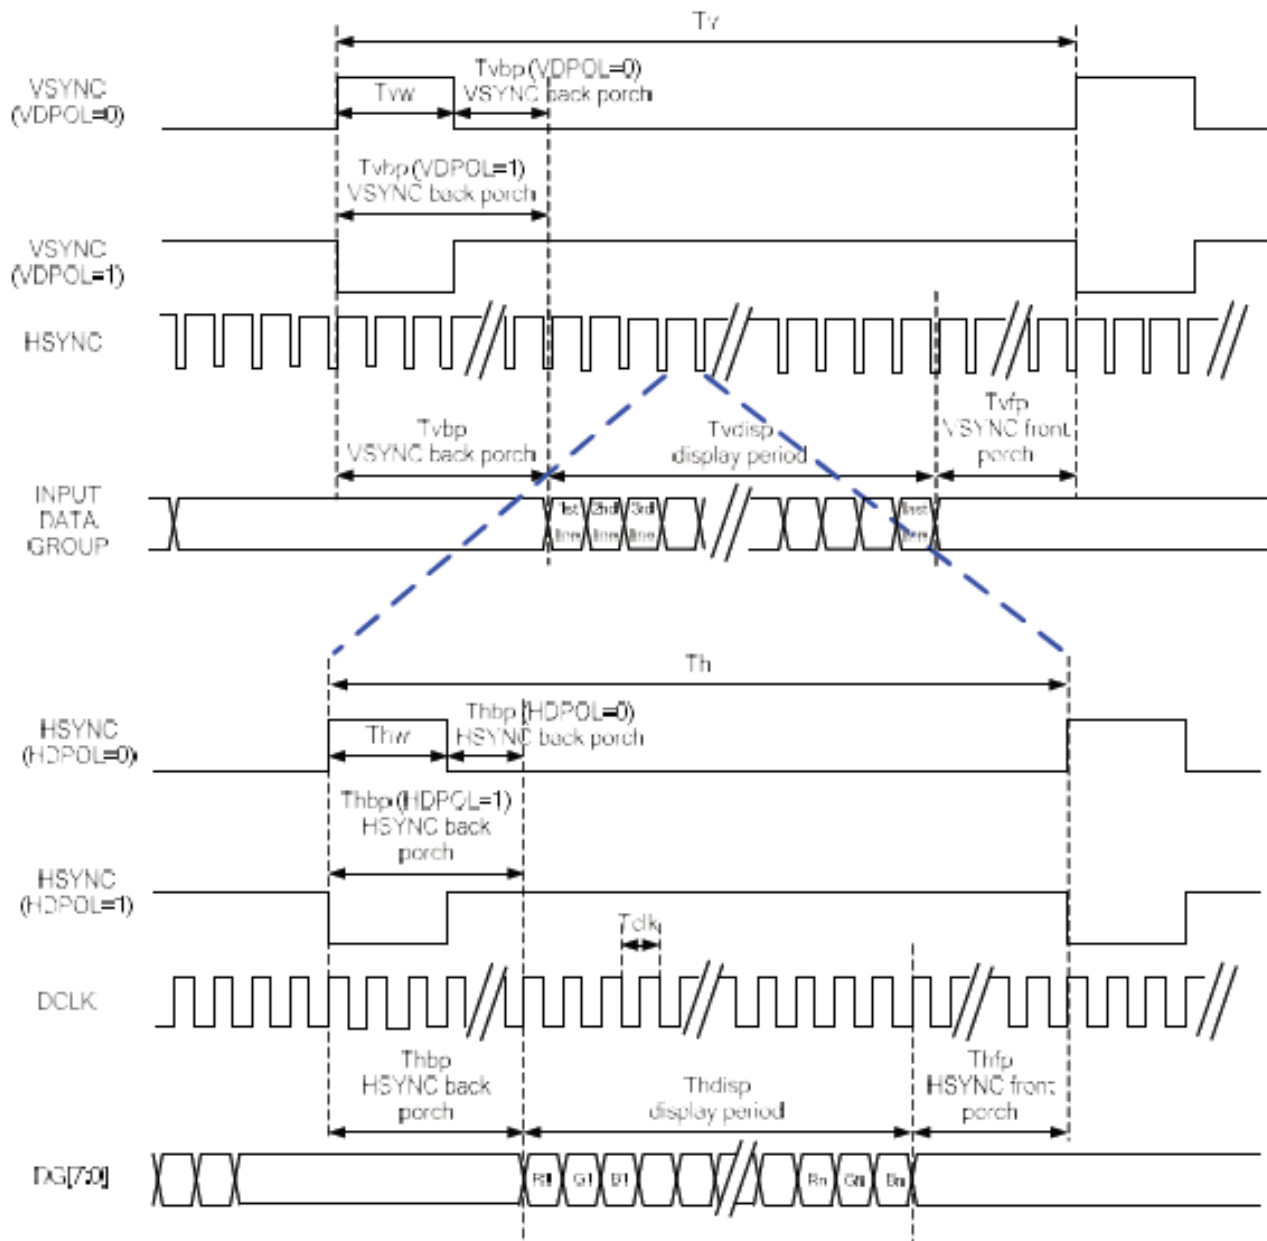 Tv
VSYNC
(VDPOL=0)
Tvw
Tvbp (VDPOL=0)
VSYNC back porch
Tvbp (VDPOL=1)
VSYNC back porch
VSYNC
(VDPOL=1)
HSYNC
Tvbp
VSYNC back porch
Tvdisp
display period
Tvfp
VSYNC front
porch
INPUT
DATA
GROUP
1st
line
2nd
line
3rd
line
last
line
Th
HSYNC
(HDPOL=0)
Thw
Thbp (HDPOL=0)
HSYNC back porch
Thbp (HDPOL=1)
HSYNC back
porch
HSYNC
(HDPOL=1)
Tclk
DCLK
Thbp
HSYNC back
porch
Thdisp
display period
Thfp
HSYNC front
porch
DG[7:0]
R1
G1
B1
Rn
Gn
Bn